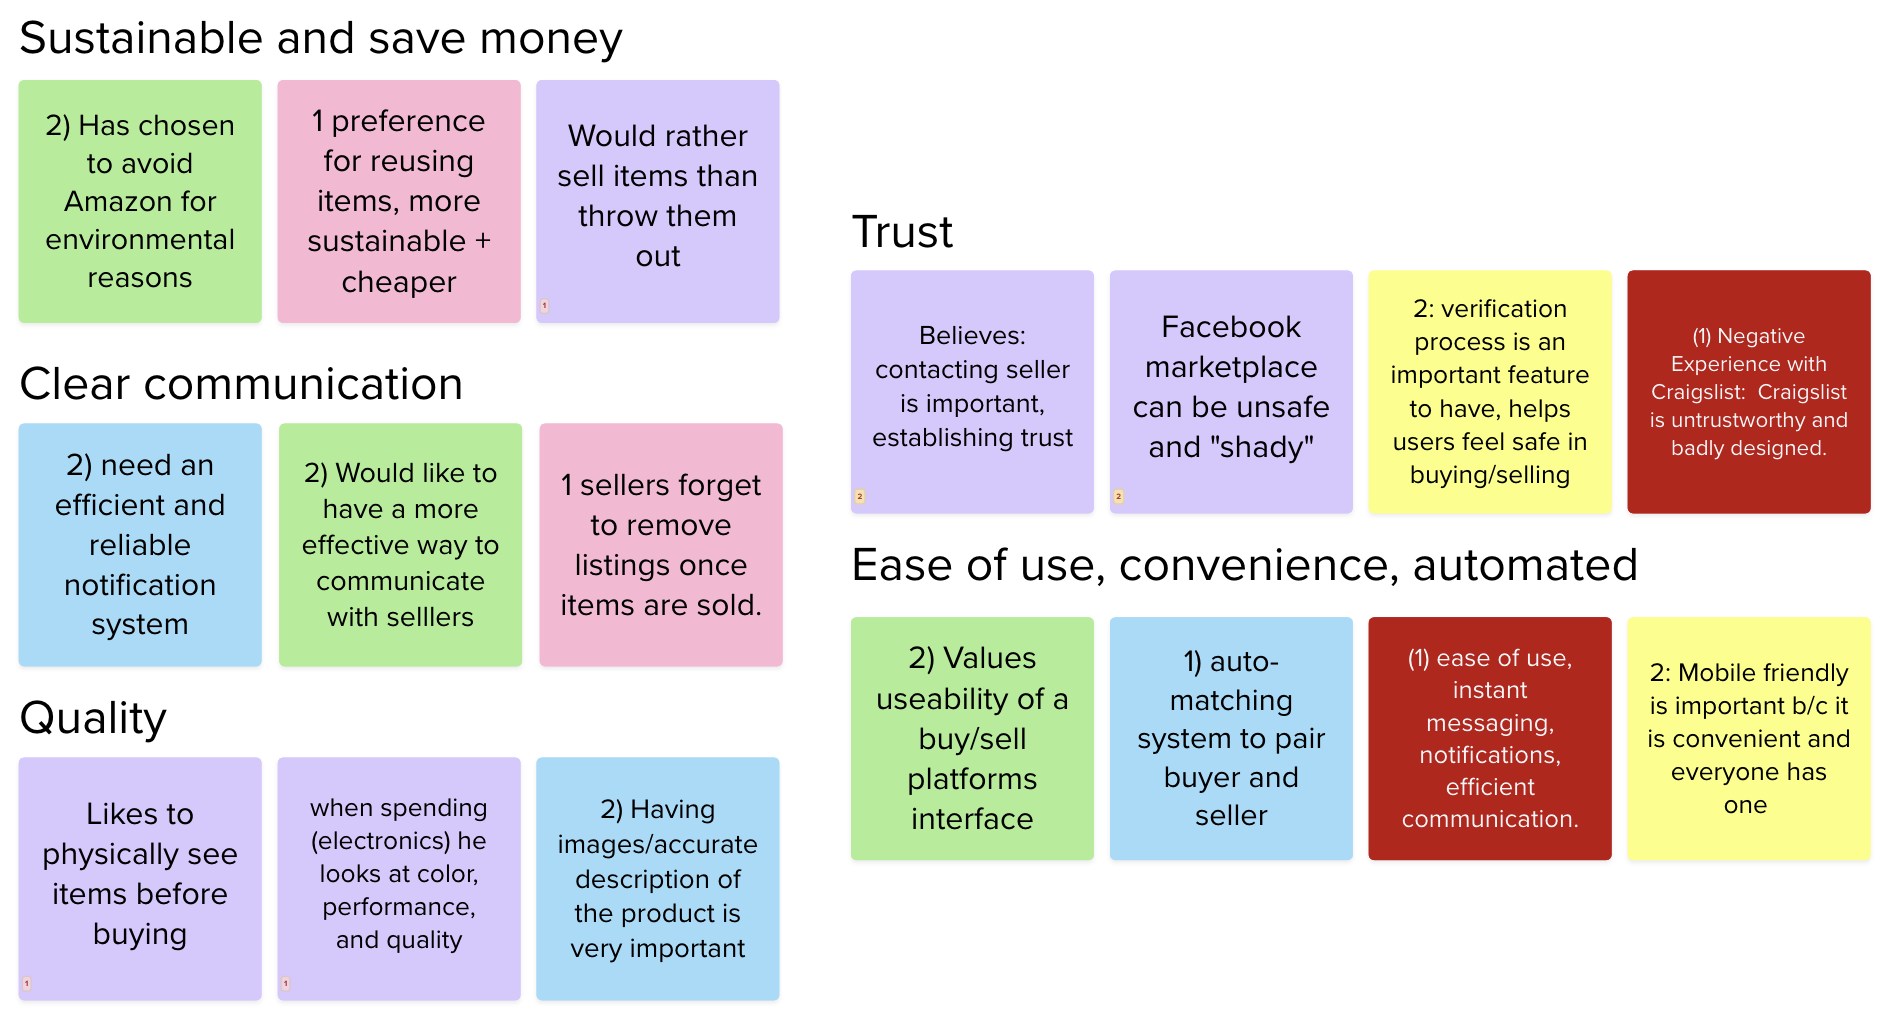 Sustainable and save money
2) Has chosen
to avoid
Amazon for
environmental
reasons
1 preference
for reusing
items, more
sustainable +
cheaper
Would rather
sell items than
throw them
out
1
Clear communication
2) need an
efficient and
reliable
notification
system
2) Would like to
have a more
effective way to
communicate
with selllers
1 sellers forget
to remove
listings once
items are sold.
Quality
Likes to
physically see
items before
buying
1
when spending
(electronics) he
looks at color,
performance,
and quality
1
2) Having
images/accurate
description of
the product is
very important
Trust
Believes:
contacting seller
is important,
establishing trust
2
Facebook
marketplace
can be unsafe
and "shady"
2
2: verification
process is an
important feature
to have, helps
users feel safe in
buying/selling
(1) Negative
Experience with
Craigslist:  Craigslist
is untrustworthy and
badly designed.
Ease of use, convenience, automated
2) Values
useability of a
buy/sell
platforms
interface
1) auto-
matching
system to pair
buyer and
seller
(1) ease of use,
instant
messaging,
notifications,
efficient
communication.
2: Mobile friendly
is important b/c it
is convenient and
everyone has
one